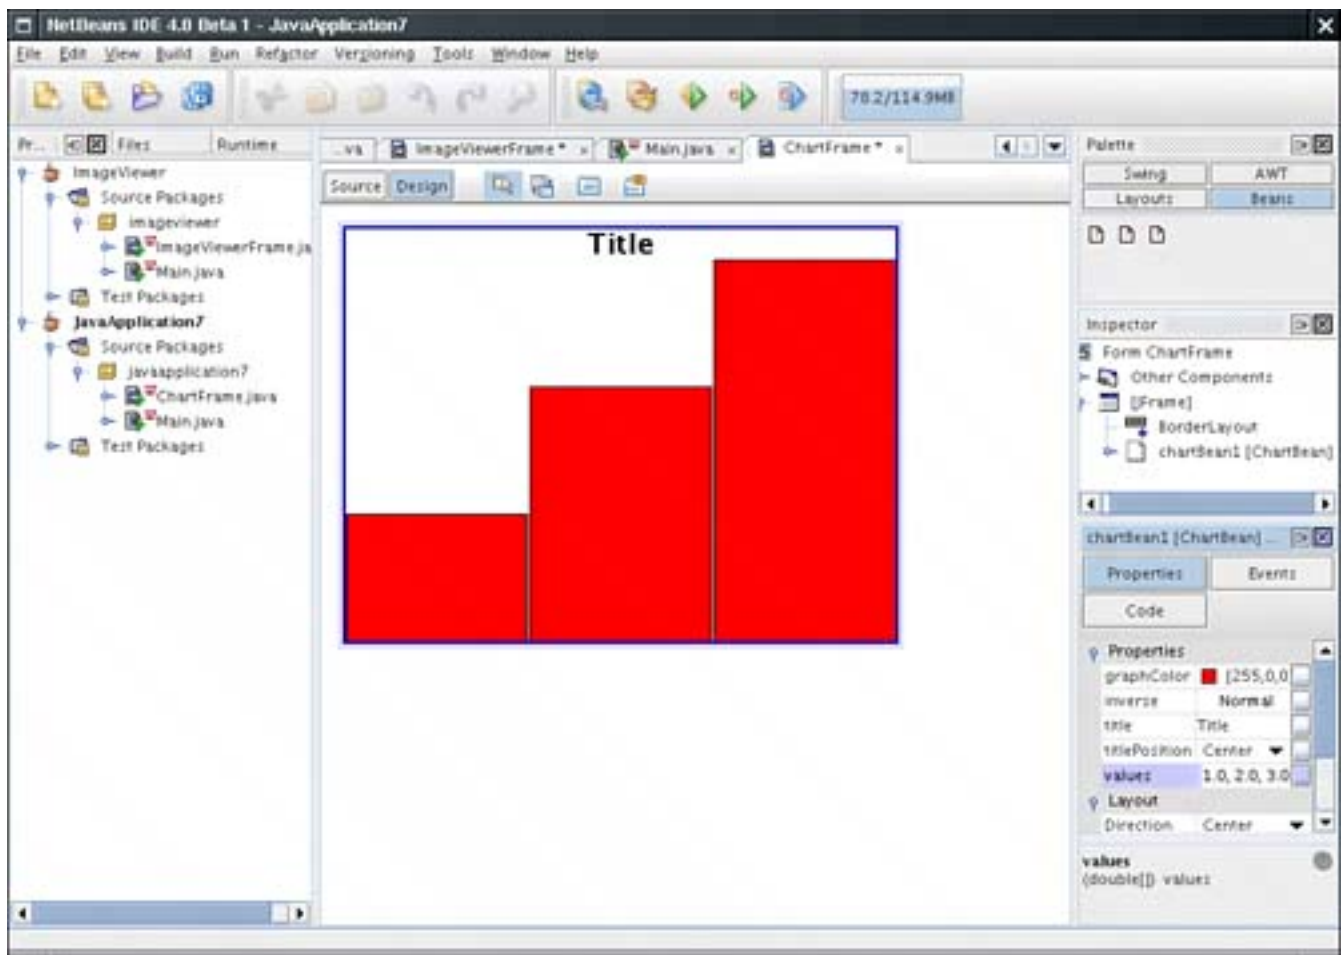 NetBeans IDE 4.0 Beta 1 - JavaApplication7
File Edit View Build Run Refactor Versioning Tools Window Help
78.2/114.9MB
Pr... Files Runtime
ImageViewer
Source Packages
imageviewer
ImageViewerFrame.ja
Main.java
Test Packages
JavaApplication7
Source Packages
javaapplication7
ChartFrame.java
Main.java
Test Packages
...va ImageViewerFrame * x Main.java x ChartFrame * x
Source Design
Title
Palette
Swing AWT
Layouts Beans
Inspector
Form ChartFrame
Other Components
[JFrame]
BorderLayout
chartBean1 [ChartBean]
chartBean1 [ChartBean] ...
Properties Events
Code
Properties
graphColor [255,0,0
inverse Normal
title Title
titlePosition Center
values 1.0, 2.0, 3.0
Layout
Direction Center
values
(double[]) values